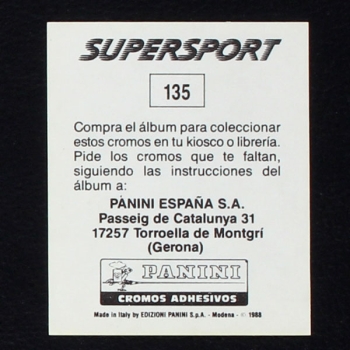 SUPERSPORT
135
Compra el álbum para coleccionar
estos cromos en tu kiosco o librería.
Pide los cromos que te faltan,
siguiendo las instrucciones del
álbum a:
PANINI ESPAÑA S.A.
Passeig de Catalunya 31
17257 Torroella de Montgrí
(Gerona)
PANINI
CROMOS ADHESIVOS
Made in Italy by EDIZIONI PANINI S.p.A. - Modena - © 1988